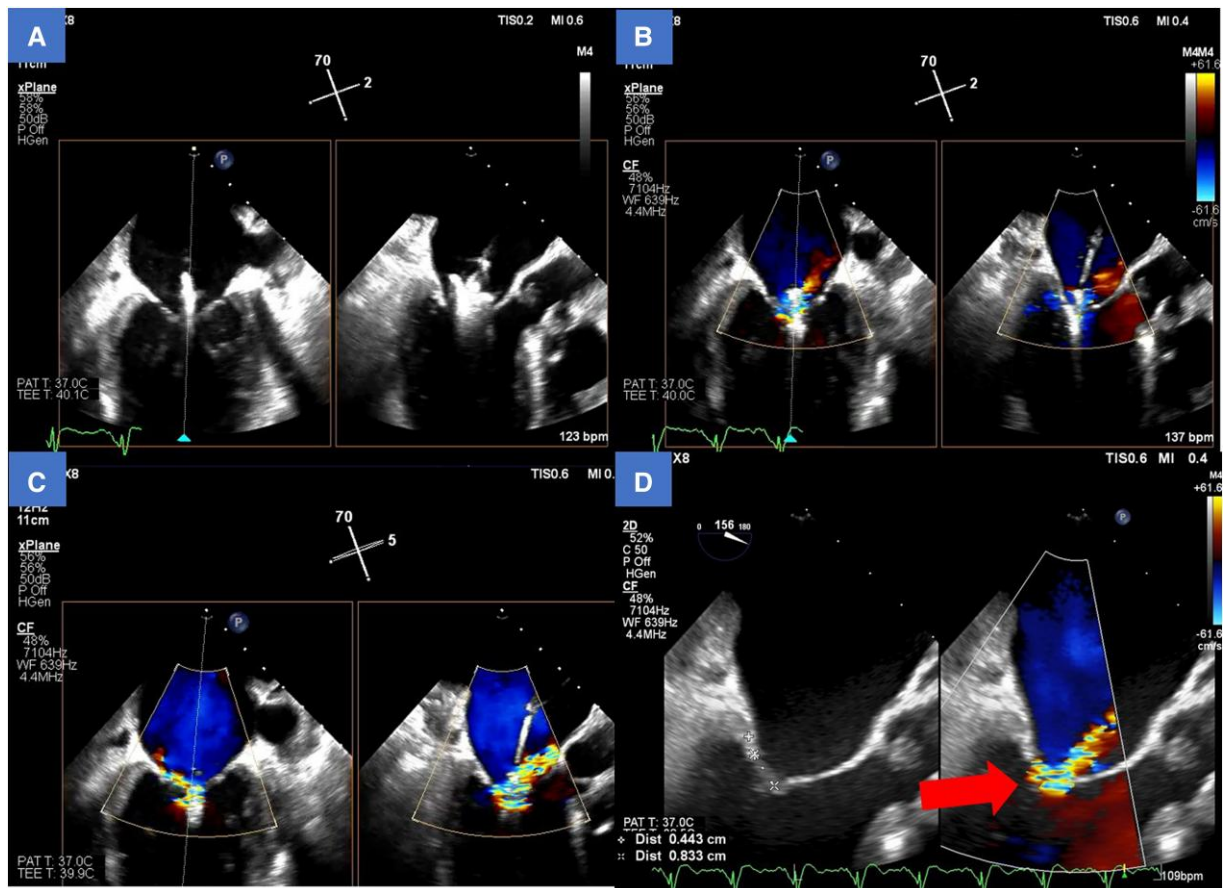 A
X8
TIS0.2 MI 0.6
M4
11cm
70
2
xPlane
58%
58%
50dB
P Off
HGen
P
PAT T: 37.0C
TEE T: 40.1C
123 bpm
B
TIS0.6 MI 0.4
M4M4
+61.6
11cm
70
2
xPlane
56%
56%
50dB
P Off
HGen
P
CF
48%
7104Hz
WF 639Hz
4.4MHz
-61.6
cm/s
PAT T: 37.0C
TEE T: 40.0C
137 bpm
C
X8
TIS0.6 MI 0.
12Hz
11cm
70
5
xPlane
56%
56%
50dB
P Off
HGen
P
CF
48%
7104Hz
WF 639Hz
4.4MHz
PAT T: 37.0C
TEE T: 39.9C
D
X8
TIS0.6 MI 0.4
M4
+61.6
2D
52%
C 50
P Off
HGen
CF
48%
7104Hz
WF 639Hz
4.4MHz
0 156 180
P
-61.6
cm/s
PAT T: 37.0C
Dist 0.443 cm
Dist 0.833 cm
109bpm